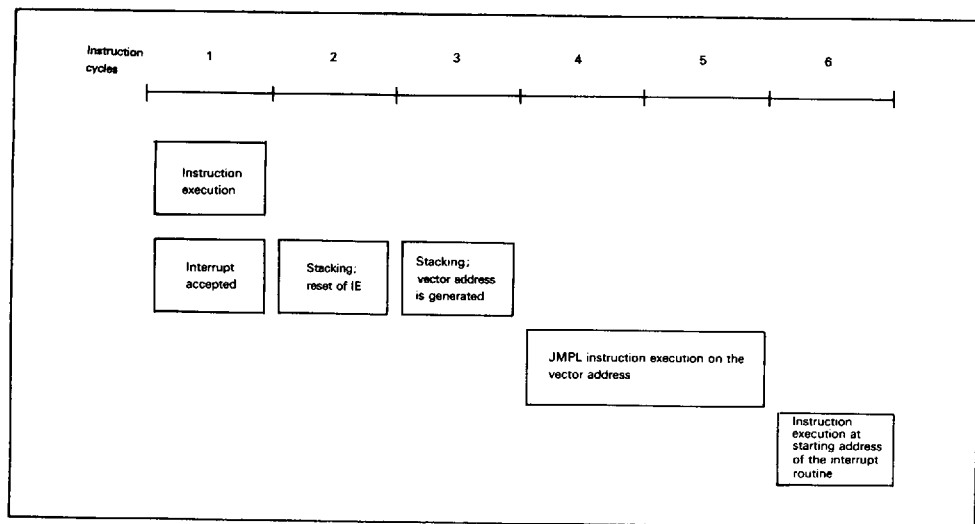 Instruction
cycles
1 2 3 4 5 6
Instruction
execution
Interrupt
accepted
Stacking;
reset of IE
Stacking;
vector address
is generated
JMPL instruction execution on the
vector address
Instruction
execution at
starting address
of the interrupt
routine